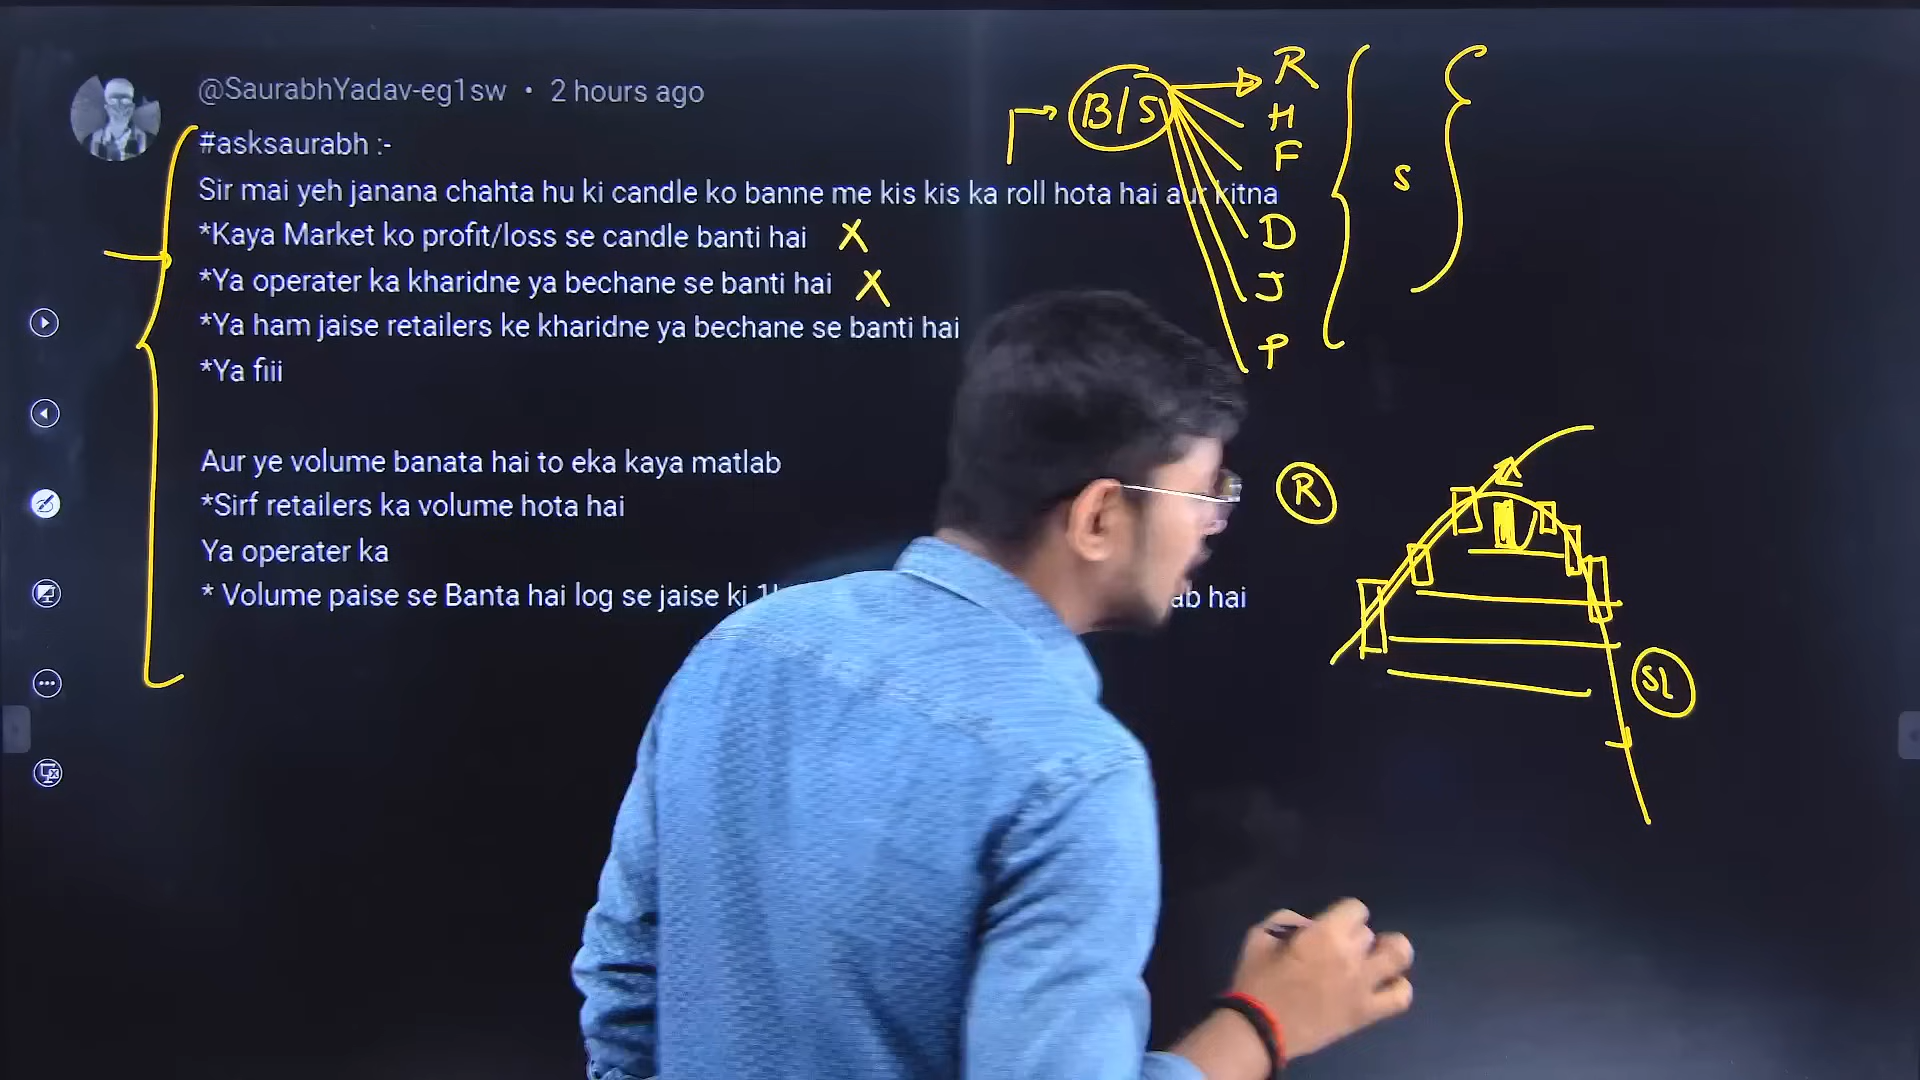 @SaurabhYadav-eg1sw • 2 hours ago
#asksaurabh :-
Sir mai yeh janana chahta hu ki candle ko banne me kis kis ka roll hota hai aur kitna
*Kaya Market ko profit/loss se candle banti hai X
*Ya operater ka kharidne ya bechane se banti hai X
*Ya ham jaise retailers ke kharidne ya bechane se banti hai
*Ya fiii
Aur ye volume banata hai to eka kaya matlab
*Sirf retailers ka volume hota hai
Ya operater ka
* Volume paise se Banta hai log se jaise ki hai
B/S
R
H
F
D
J
P
S
R
SL